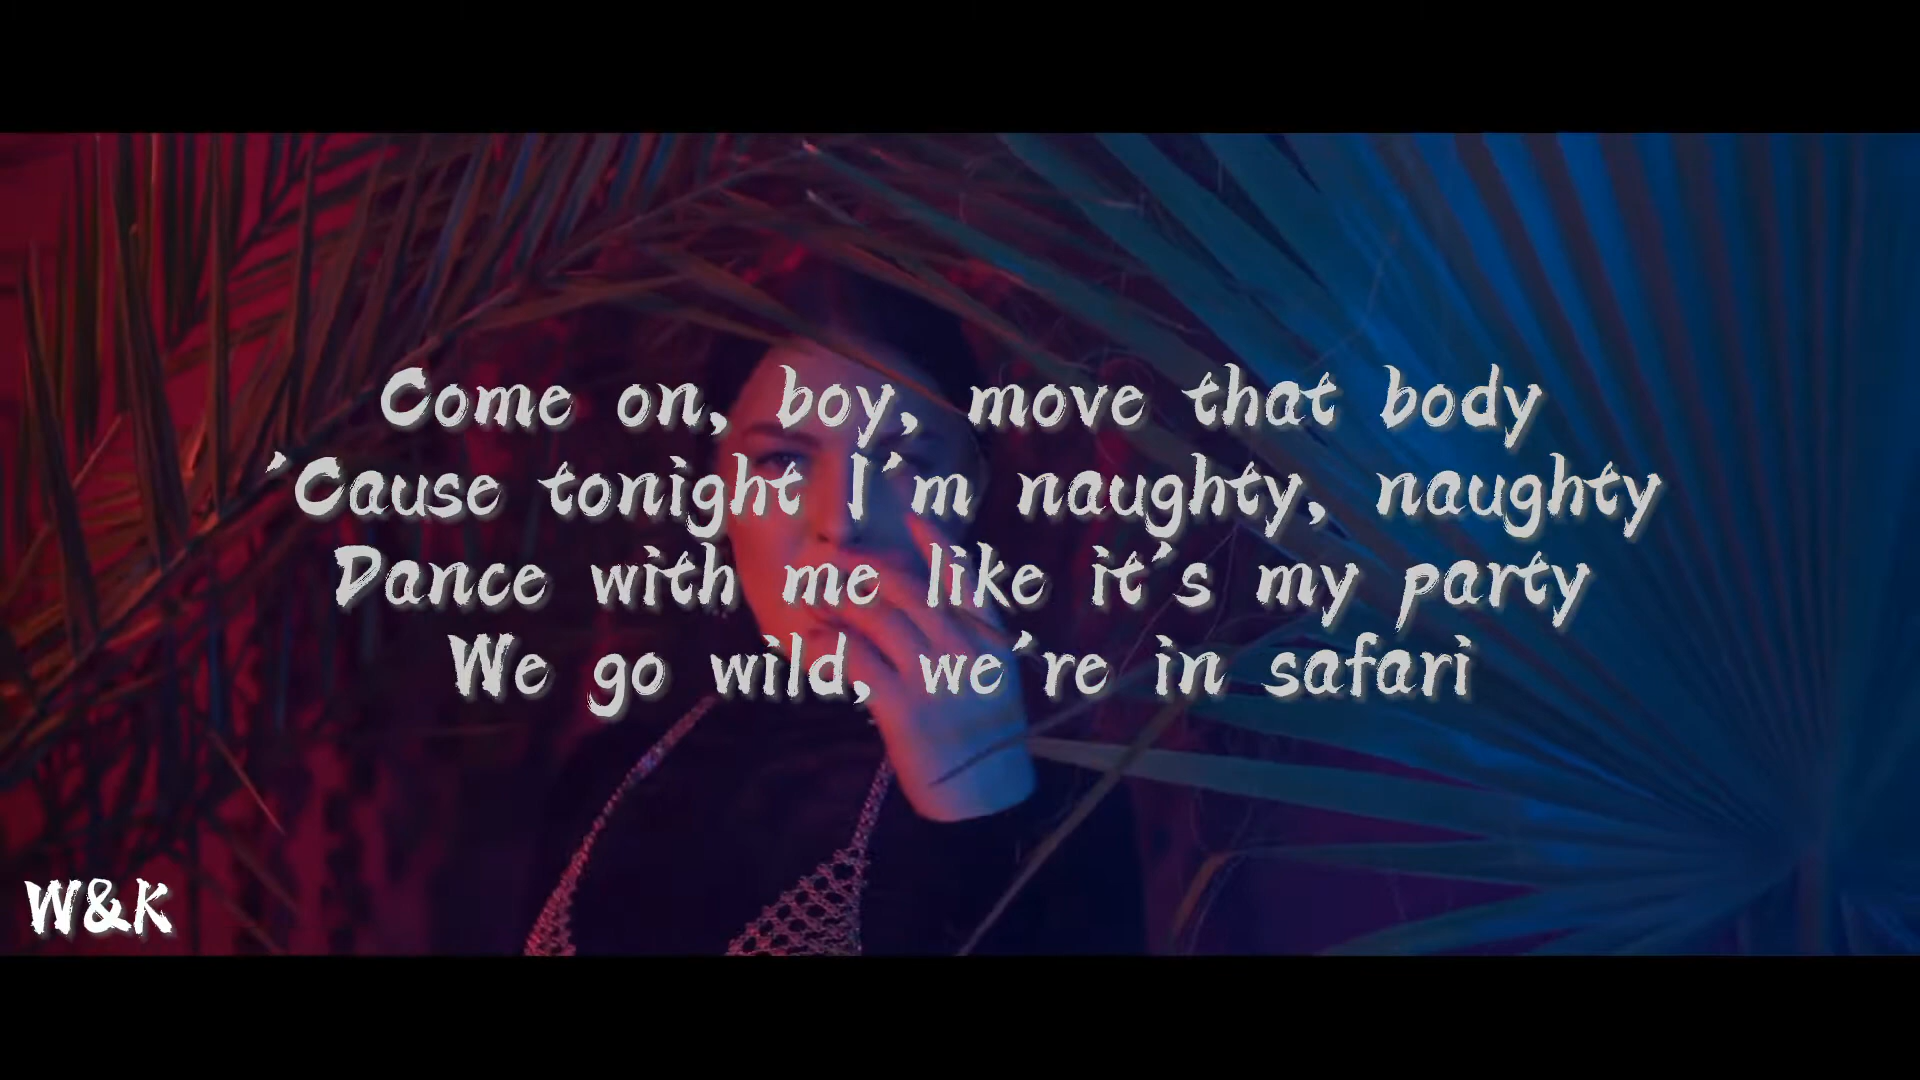 Come on, boy, move that body
'Cause tonight I'm naughty, naughty
Dance with me like it's my party
We go wild, we're in safari
W&K